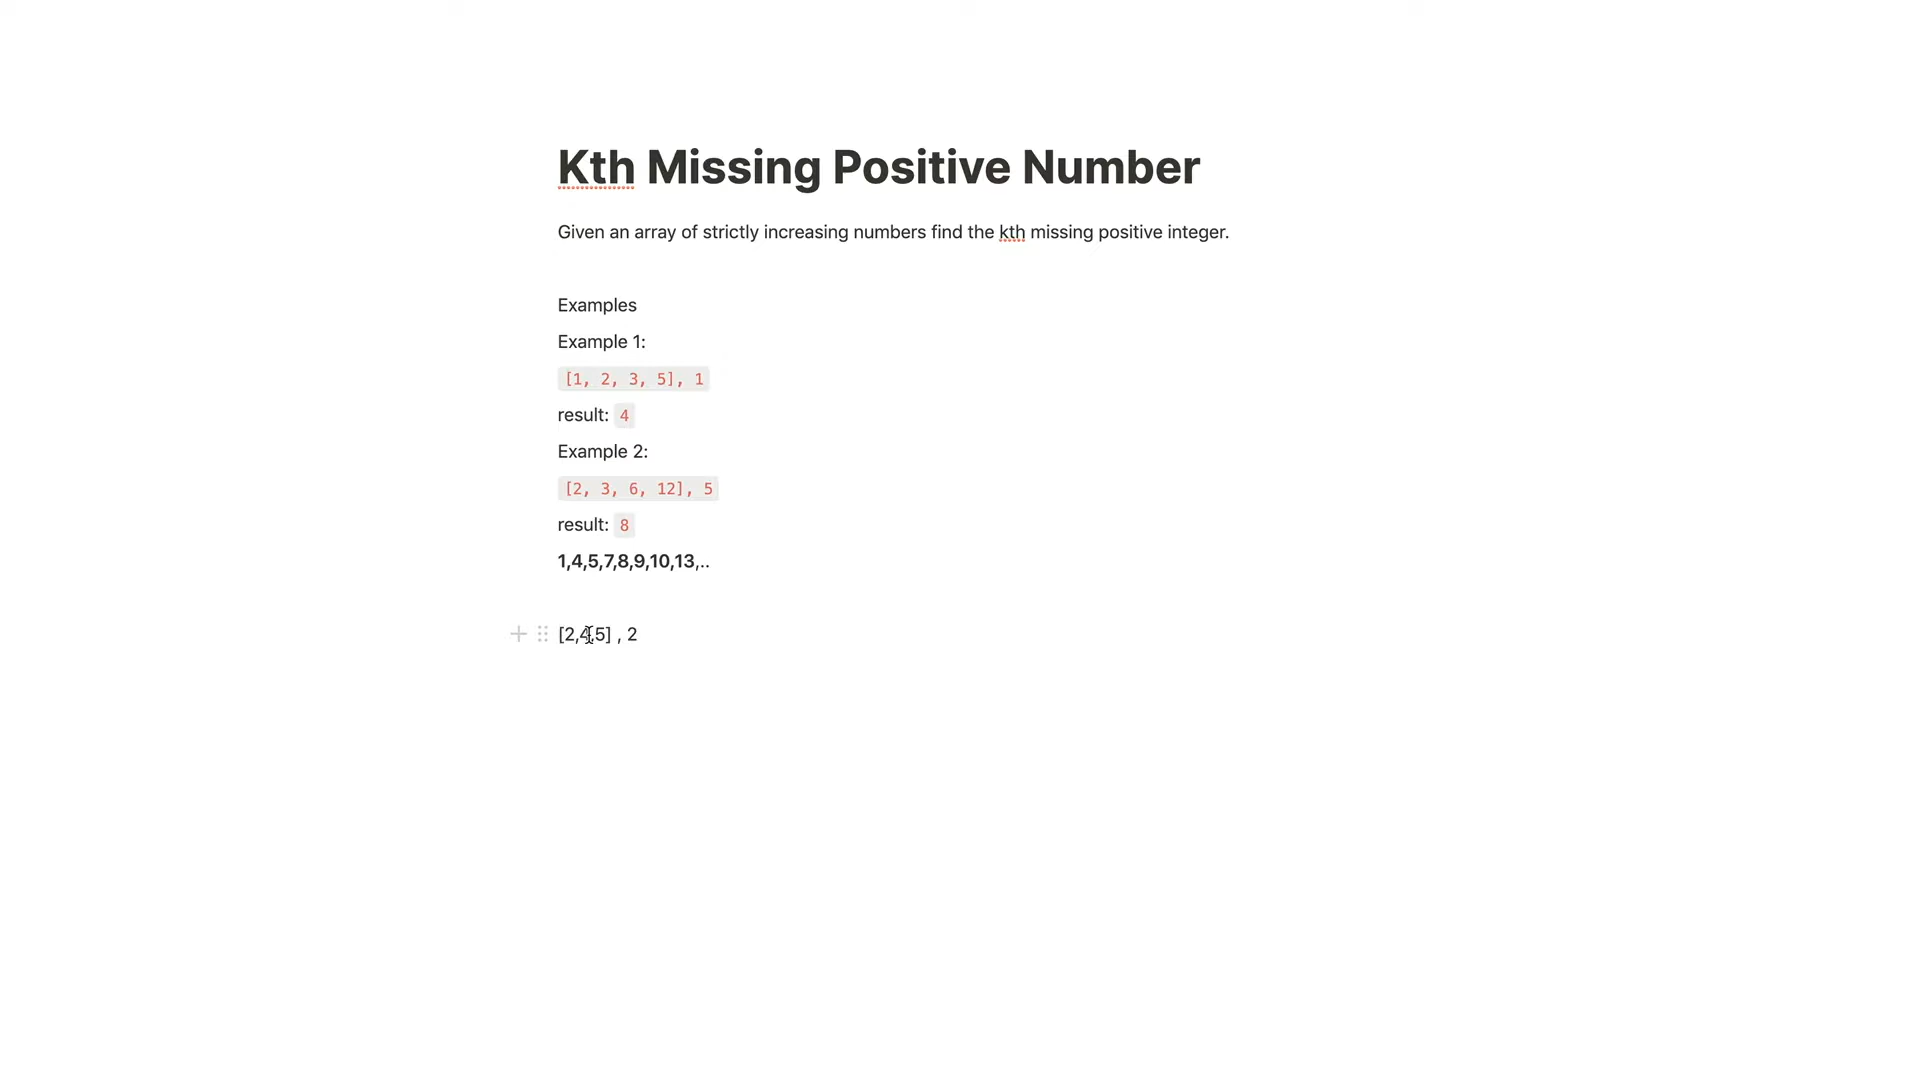 Kth Missing Positive Number
Given an array of strictly increasing numbers find the kth missing positive integer.
Examples
Example 1:
[1, 2, 3, 5], 1
result: 4
Example 2:
[2, 3, 6, 12], 5
result: 8
1,4,5,7,8,9,10,13,..
[2,4,5] , 2